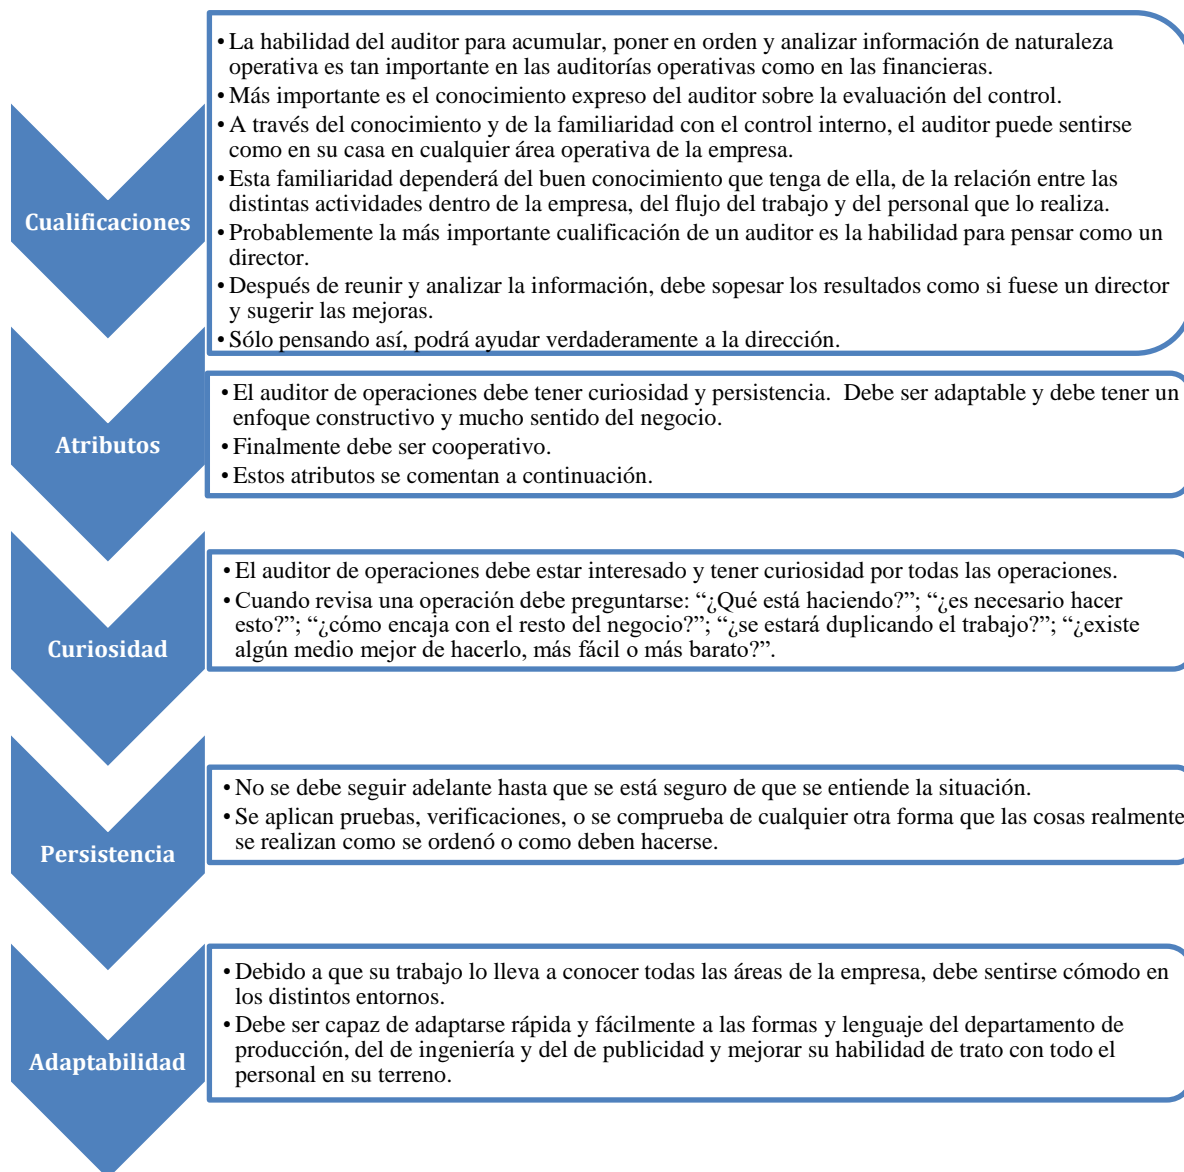 Cualificaciones
• La habilidad del auditor para acumular, poner en orden y analizar información de naturaleza
operativa es tan importante en las auditorías operativas como en las financieras.
• Más importante es el conocimiento expreso del auditor sobre la evaluación del control.
• A través del conocimiento y de la familiaridad con el control interno, el auditor puede sentirse
como en su casa en cualquier área operativa de la empresa.
• Esta familiaridad dependerá del buen conocimiento que tenga de ella, de la relación entre las
distintas actividades dentro de la empresa, del flujo del trabajo y del personal que lo realiza.
• Probablemente la más importante cualificación de un auditor es la habilidad para pensar como un
director.
• Después de reunir y analizar la información, debe sopesar los resultados como si fuese un director
y sugerir las mejoras.
• Sólo pensando así, podrá ayudar verdaderamente a la dirección.
Atributos
• El auditor de operaciones debe tener curiosidad y persistencia.  Debe ser adaptable y debe tener un
enfoque constructivo y mucho sentido del negocio.
• Finalmente debe ser cooperativo.
• Estos atributos se comentan a continuación.
Curiosidad
• El auditor de operaciones debe estar interesado y tener curiosidad por todas las operaciones.
• Cuando revisa una operación debe preguntarse: “¿Qué está haciendo?”; “¿es necesario hacer
esto?”; “¿cómo encaja con el resto del negocio?”; “¿se estará duplicando el trabajo?”; “¿existe
algún medio mejor de hacerlo, más fácil o más barato?”.
Persistencia
• No se debe seguir adelante hasta que se está seguro de que se entiende la situación.
• Se aplican pruebas, verificaciones, o se comprueba de cualquier otra forma que las cosas realmente
se realizan como se ordenó o como deben hacerse.
Adaptabilidad
• Debido a que su trabajo lo lleva a conocer todas las áreas de la empresa, debe sentirse cómodo en
los distintos entornos.
• Debe ser capaz de adaptarse rápida y fácilmente a las formas y lenguaje del departamento de
producción, del de ingeniería y del de publicidad y mejorar su habilidad de trato con todo el
personal en su terreno.